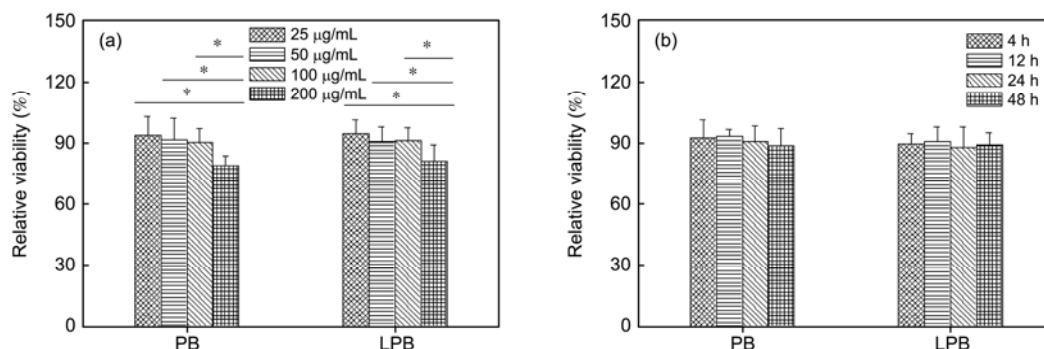 150
120
90
60
30
0
Relative viability (%)
(a)
25 μg/mL
50 μg/mL
100 μg/mL
200 μg/mL
*
*
*
*
*
*
PB
LPB
150
120
90
60
30
0
Relative viability (%)
(b)
4 h
12 h
24 h
48 h
PB
LPB